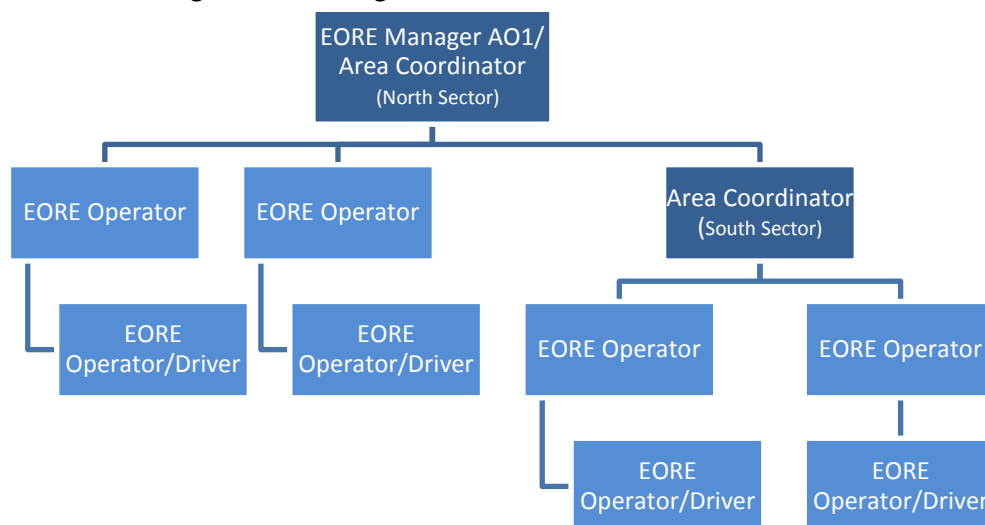 EORE Manager AO1/
Area Coordinator
(North Sector)
EORE Operator
EORE Operator
Area Coordinator
(South Sector)
EORE
Operator/Driver
EORE
Operator/Driver
EORE Operator
EORE Operator
EORE
Operator/Driver
EORE
Operator/Driver